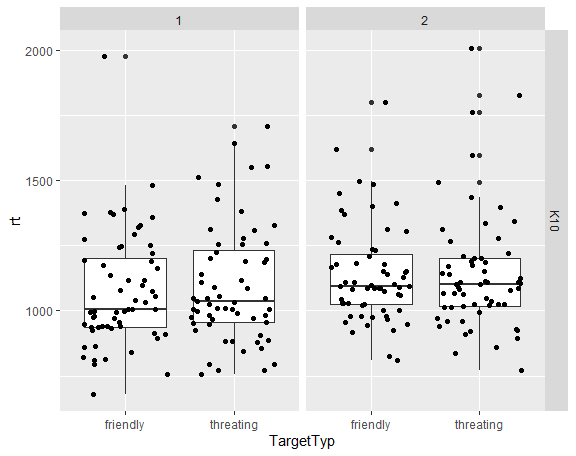 1
2
2000
1500
1000
rt
K10
friendly
threating
friendly
threating
TargetTyp